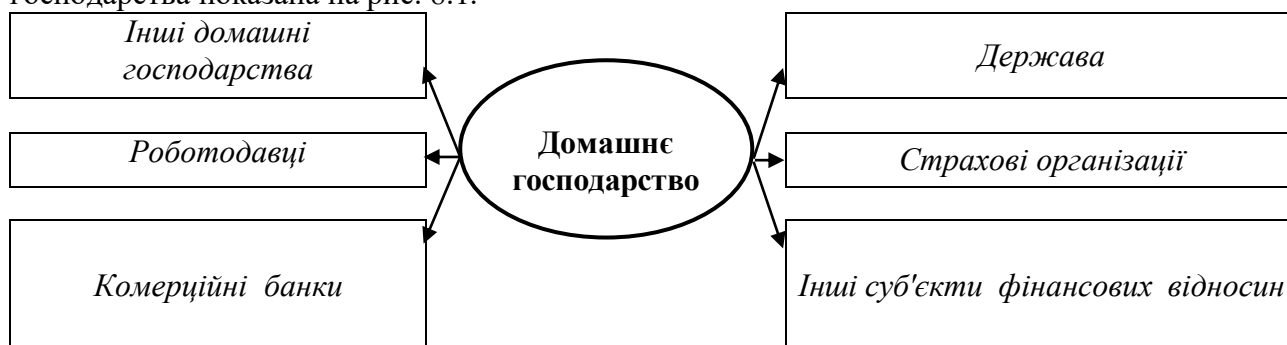 господарства показана на рис. 8.1.
Інші домашні
господарства
Держава
Роботодавці
Домашнє
господарство
Страхові організації
Комерційні банки
Інші суб'єкти фінансових відносин